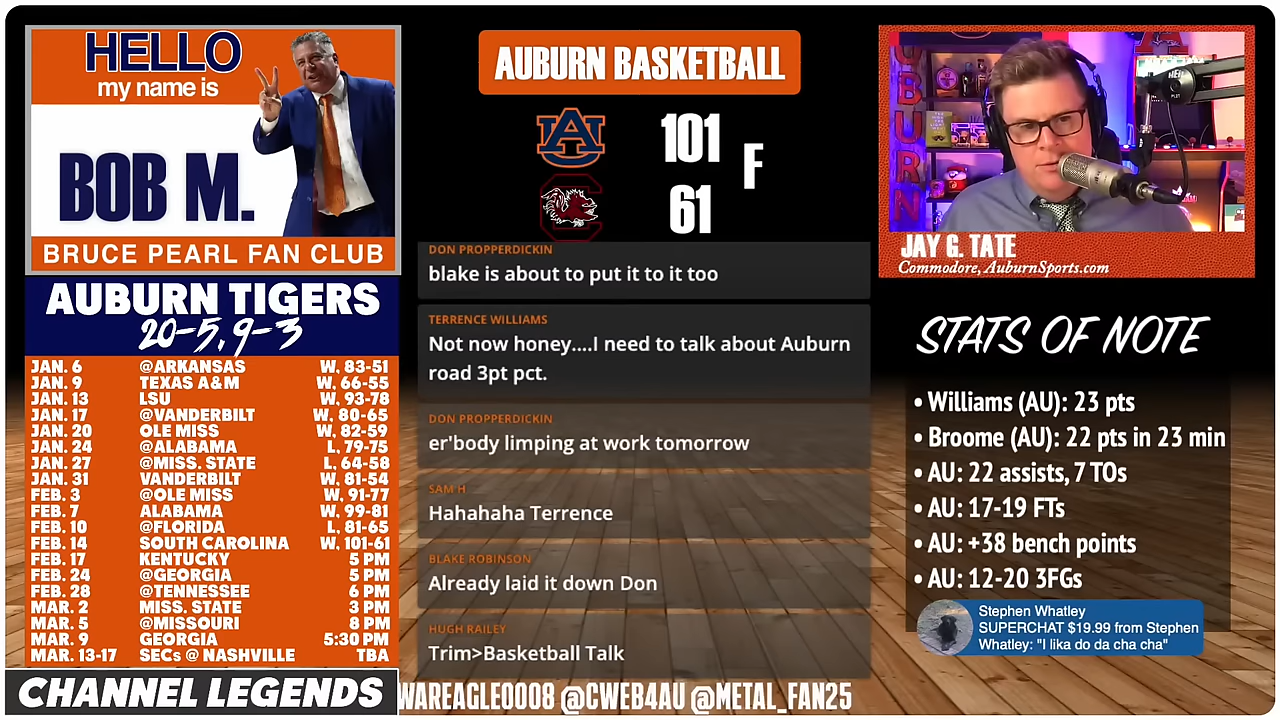 HELLO
my name is
BOB M.
BRUCE PEARL FAN CLUB
AUBURN TIGERS
20-5, 9-3
JAN. 6 @ARKANSAS W, 83-51
JAN. 9 TEXAS A&M W, 66-55
JAN. 13 LSU W, 93-78
JAN. 17 @VANDERBILT W, 80-65
JAN. 20 OLE MISS W, 82-59
JAN. 24 @ALABAMA L, 79-75
JAN. 27 @MISS. STATE L, 64-58
JAN. 31 VANDERBILT W, 81-54
FEB. 3 @OLE MISS W, 91-77
FEB. 7 ALABAMA W, 99-81
FEB. 10 @FLORIDA L, 81-65
FEB. 14 SOUTH CAROLINA W, 101-61
FEB. 17 KENTUCKY 5 PM
FEB. 24 @GEORGIA 5 PM
FEB. 28 @TENNESSEE 6 PM
MAR. 2 MISS. STATE 3 PM
MAR. 5 @MISSOURI 8 PM
MAR. 9 GEORGIA 5:30 PM
MAR. 13-17 SECs @ NASHVILLE TBA
CHANNEL LEGENDS
WAREAGLE0008 @CWEB4AU @METAL_FAN25
AUBURN BASKETBALL
AU 101
F
61
DON PROPPERDICKIN
blake is about to put it to it too
TERRENCE WILLIAMS
Not now honey....I need to talk about Auburn
road 3pt pct.
DON PROPPERDICKIN
er'body limping at work tomorrow
SAM H
Hahahaha Terrence
BLAKE ROBINSON
Already laid it down Don
HUGH RAILEY
Trim>Basketball Talk
BURN
JAY G. TATE
Commodore, AuburnSports.com
STATS OF NOTE
• Williams (AU): 23 pts
• Broome (AU): 22 pts in 23 min
• AU: 22 assists, 7 TOs
• AU: 17-19 FTs
• AU: +38 bench points
• AU: 12-20 3FGs
Stephen Whatley
SUPERCHAT $19.99 from Stephen
Whatley: "I lika do da cha cha"